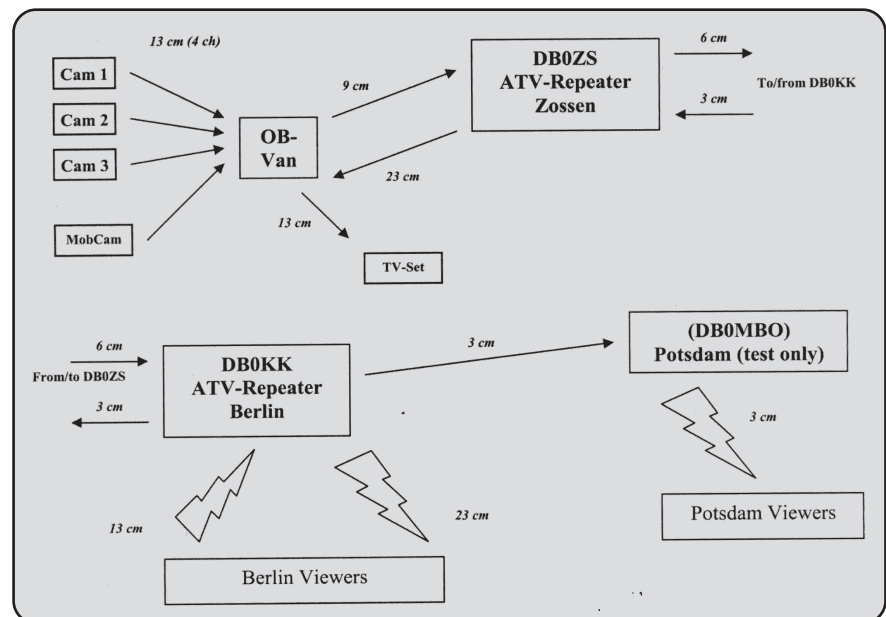 13 cm (4 ch)
Cam 1
Cam 2
Cam 3
MobCam
OB-
Van
9 cm
23 cm
13 cm
TV-Set
DB0ZS
ATV-Repeater
Zossen
6 cm
To/from DB0KK
3 cm
6 cm
From/to DB0ZS
3 cm
DB0KK
ATV-Repeater
Berlin
3 cm
(DB0MBO)
Potsdam (test only)
3 cm
Potsdam Viewers
13 cm
23 cm
Berlin Viewers